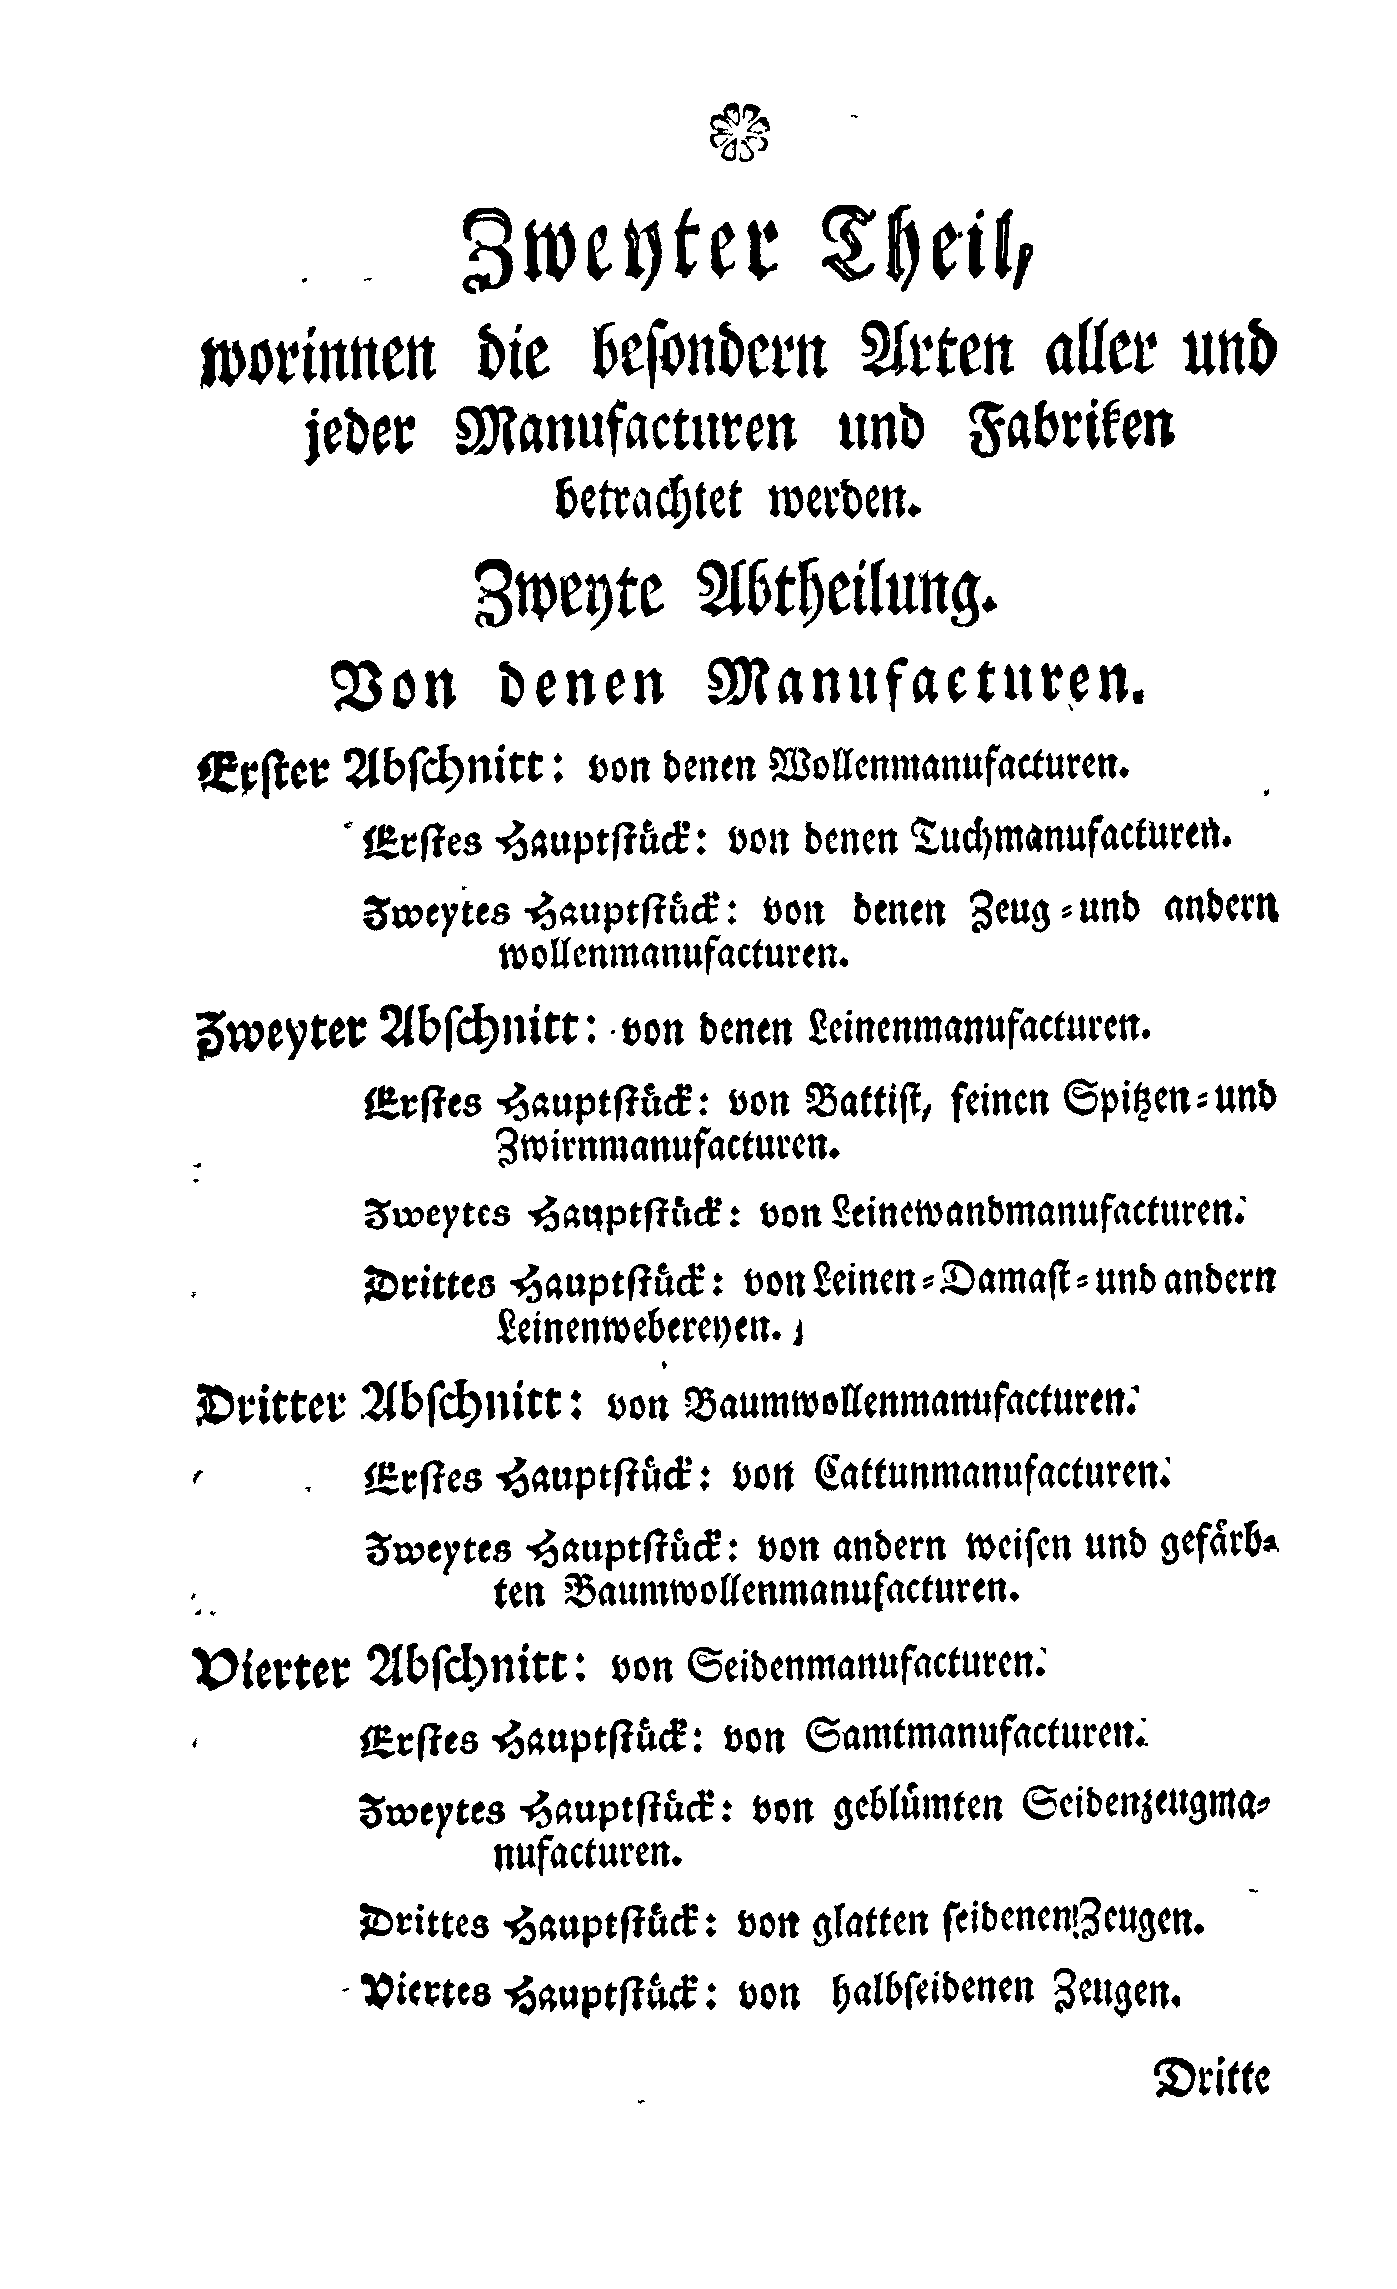 Zweyter Theil,
worinnen die beſondern Arten aller und
jeder Manufacturen und Fabriken
betrachtet werden.
Zweyte Abtheilung.
Von denen Manufacturen.
Erſter Abſchnitt: von denen Wollenmanufacturen.
Erſtes Hauptſtück: von denen Tuchmanufacturen.
Zweytes Hauptſtück: von denen Zeug-und andern
wollenmanufacturen.
Zweyter Abſchnitt: von denen Leinenmanufacturen.
Erſtes Hauptſtück: von Battiſt, feinen Spitzen-und
Zwirnmanufacturen.
Zweytes Hauptſtück: von Leinewandmanufacturen.
Drittes Hauptſtück: von Leinen-Damaſt-und andern
Leinenwebereyen.
Dritter Abſchnitt: von Baumwollenmanufacturen.
Erſtes Hauptſtück: von Cattunmanufacturen.
Zweytes Hauptſtück: von andern weiſen und gefärb-
ten Baumwollenmanufacturen.
Vierter Abſchnitt: von Seidenmanufacturen.
Erſtes Hauptſtück: von Samtmanufacturen.
Zweytes Hauptſtück: von geblümten Seidenzeugma-
nufacturen.
Drittes Hauptſtück: von glatten ſeidenen Zeugen.
Viertes Hauptſtück: von halbſeidenen Zeugen.
Dritte